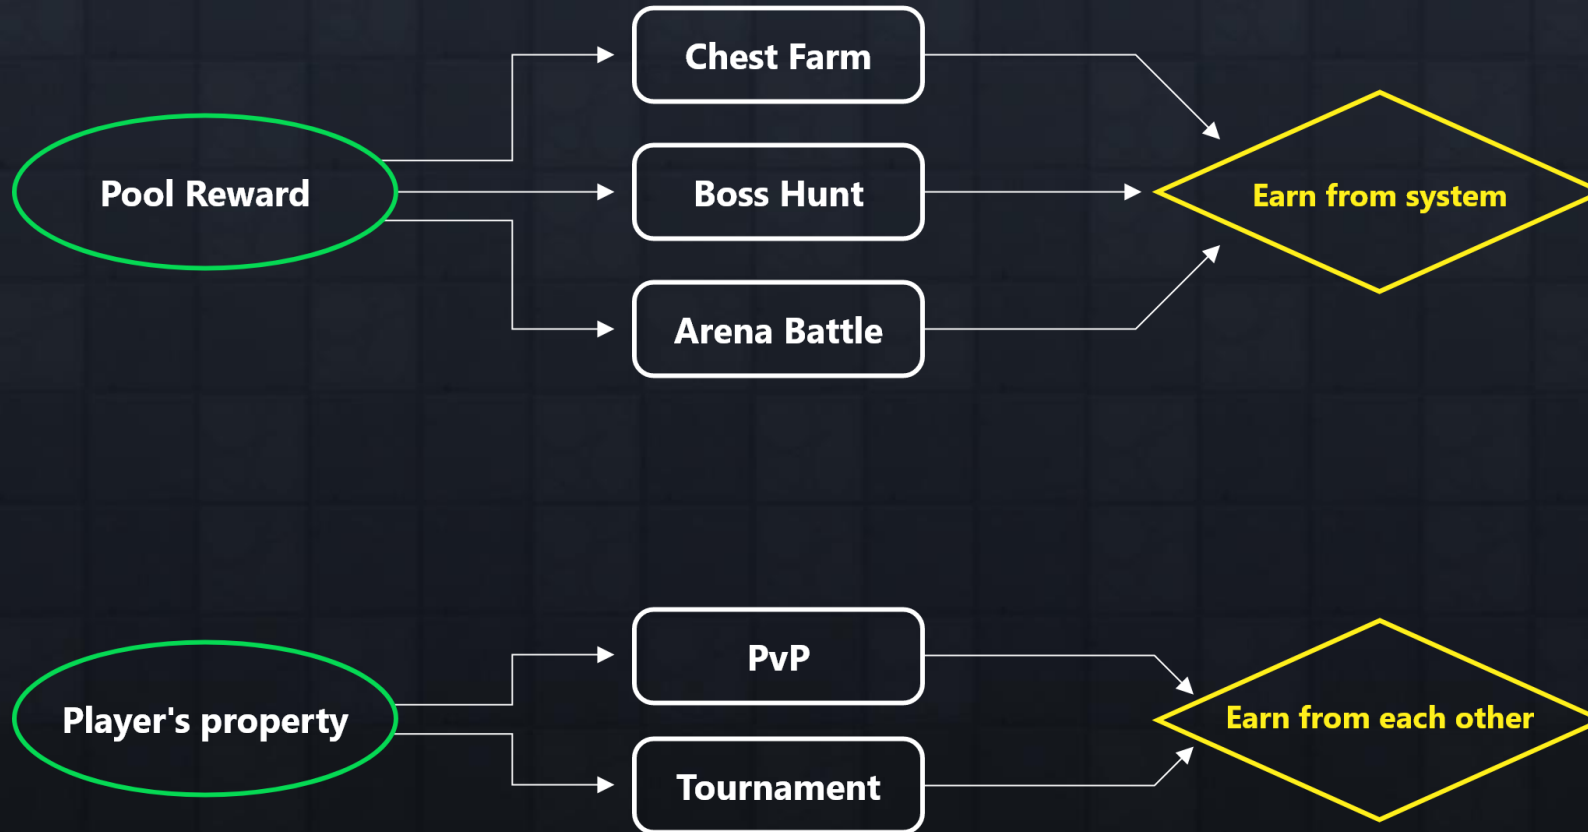 Chest Farm
Pool Reward
Boss Hunt
Earn from system
Arena Battle
PvP
Player's property
Earn from each other
Tournament